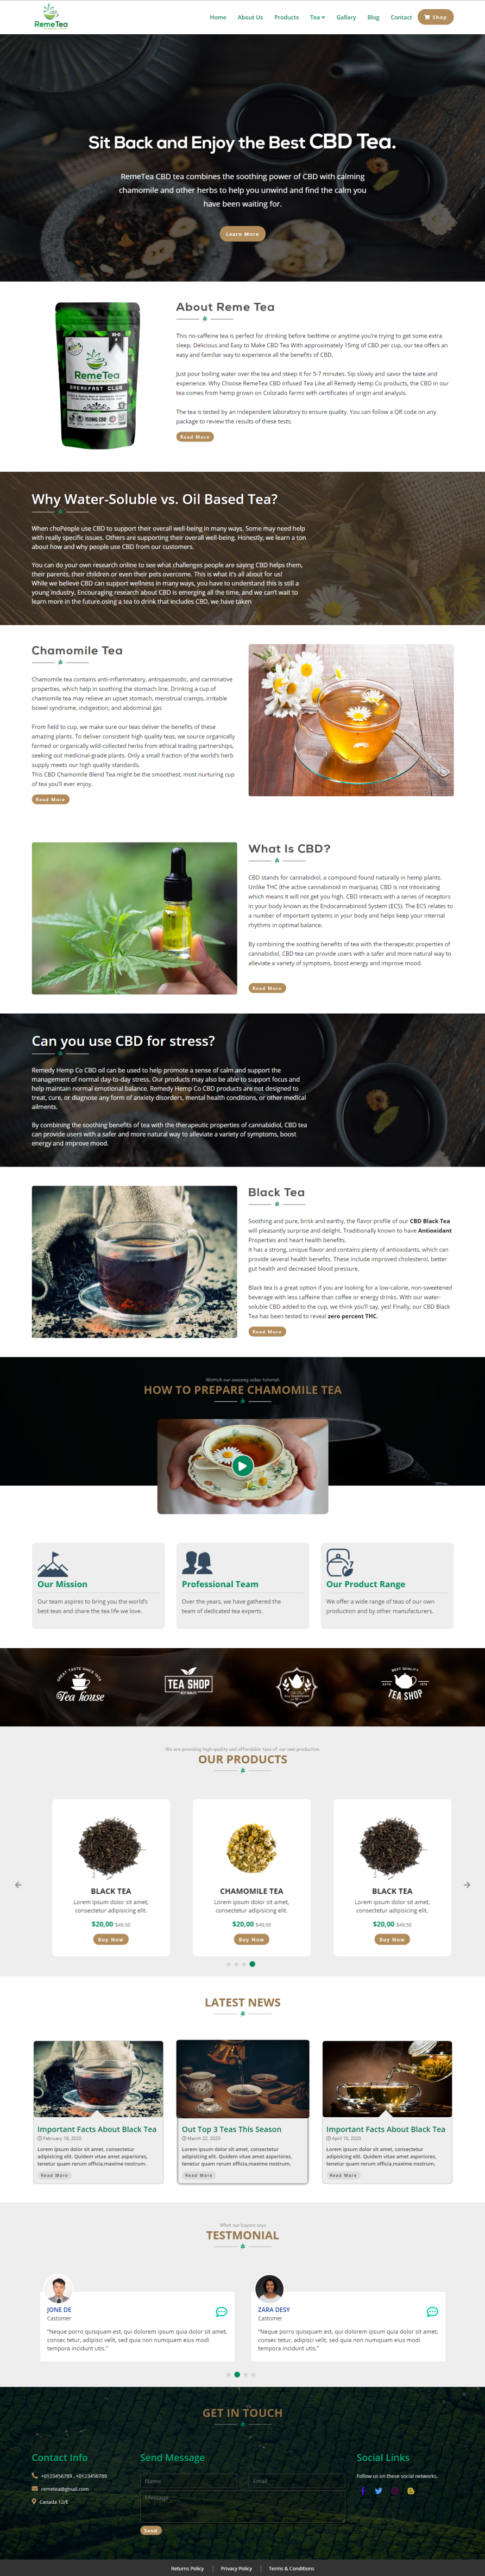 RemeTea
Home About Us Products Tea Gallary Blog Contact Shop
Sit Back and Enjoy the Best CBD Tea.
RemeTea CBD tea combines the soothing power of CBD with calming
chamomile and other herbs to help you unwind and find the calm you
have been waiting for.
Learn More
RemeTea
BREAKFAST CLUB
About Reme Tea
This no-caffeine tea is perfect for drinking before bedtime or anytime you're trying to get some extra
sleep. Delicious and Easy to Make CBD Tea With approximately 15mg of CBD per cup, our tea offers an
easy and familiar way to experience all the benefits of CBD.
Just pour boiling water over the tea and steep it for 5-7 minutes. Sip slowly and savor the taste and
experience. Why Choose RemeTea CBD Infused Tea Like all Remedy Hemp Co products, the CBD in our
tea comes from hemp grown on Colorado farms with certificates of origin and analysis.
The tea is tested by an independent laboratory to ensure quality. You can follow a QR code on any
package to review the results of these tests.
Read More
Why Water-Soluble vs. Oil Based Tea?
When choPeople use CBD to support their overall well-being in many ways. Some may need help
with really specific issues. Others are supporting their overall well-being. Honestly, we learn a ton
about how and why people use CBD from our customers.
You can do your own research online to see what challenges people are saying CBD helps them,
their parents, their children or even their pets overcome. This is what it's all about for us!
While we believe CBD can support wellness in many ways, you have to understand this is still a
young industry. Encouraging research about CBD is emerging all the time, and we can't wait to
learn more in the future.osing a tea to drink that includes CBD, we have taken
Chamomile Tea
Chamomile tea contains anti-inflammatory, antispasmodic, and carminative
properties, which help in soothing the stomach line. Drinking a cup of
chamomile tea may relieve an upset stomach, menstrual cramps, irritable
bowel syndrome, indigestion, and abdominal gas
From field to cup, we make sure our teas deliver the benefits of these
amazing plants. To deliver consistent high quality teas, we source organically
farmed or organically wild-collected herbs from ethical trading partnerships,
seeking out medicinal-grade plants. Only a small fraction of the world's herb
supply meets our high quality standards.
This CBD Chamomile Blend Tea might be the smoothest, most nurturing cup
of tea you'll ever enjoy.
Read More
What Is CBD?
CBD stands for cannabidiol, a compound found naturally in hemp plants.
Unlike THC (the active cannabinoid in marijuana), CBD is not intoxicating
which means it will not get you high. CBD interacts with a series of receptors
in your body known as the Endocannabinoid System (ECS). The ECS relates to
a number of important systems in your body and helps keep your internal
rhythms in optimal balance.
By combining the soothing benefits of tea with the therapeutic properties of
cannabidiol, CBD tea can provide users with a safer and more natural way to
alleviate a variety of symptoms, boost energy and improve mood.
Read More
Can you use CBD for stress?
Remedy Hemp Co CBD oil can be used to help promote a sense of calm and support the
management of normal day-to-day stress. Our products may also be able to support focus and
help maintain normal emotional balance. Remedy Hemp Co CBD products are not designed to
treat, cure, or diagnose any form of anxiety disorders, mental health conditions, or other medical
ailments.
By combining the soothing benefits of tea with the therapeutic properties of cannabidiol, CBD tea
can provide users with a safer and more natural way to alleviate a variety of symptoms, boost
energy and improve mood.
Black Tea
Soothing and pure, brisk and earthy, the flavor profile of our CBD Black Tea
will pleasantly surprise and delight. Traditionally known to have Antioxidant
Properties and heart health benefits.
It has a strong, unique flavor and contains plenty of antioxidants, which can
provide several health benefits. These include improved cholesterol, better
gut health and decreased blood pressure.
Black tea is a great option if you are looking for a low-calorie, non-sweetened
beverage with less caffeine than coffee or energy drinks. With our water-
soluble CBD added to the cup, we think you'll say, yes! Finally, our CBD Black
Tea has been tested to reveal zero percent THC.
Read More
Wattch our amazing video tutorial:
HOW TO PREPARE CHAMOMILE TEA
Our Mission
Our team aspires to bring you the world's
best teas and share the tea life we love.
Professional Team
Over the years, we have gathered the
team of dedicated tea experts.
Our Product Range
We offer a wide range of teas of our own
production and by other manufacturers.
GREAT TASTE SINCE 1974
Tea house
TEA SHOP
BEST QUALITY
BEST QUALITY
TEA SHOP
We are providing high-quality and affordable teas of our own production.
OUR PRODUCTS
BLACK TEA
Lorem ipsum dolor sit amet,
consectetur adipisicing elit.
$20,00 $49,50
Buy Now
CHAMOMILE TEA
Lorem ipsum dolor sit amet,
consectetur adipisicing elit.
$20,00 $49,50
Buy Now
BLACK TEA
Lorem ipsum dolor sit amet,
consectetur adipisicing elit.
$20,00 $49,50
Buy Now
LATEST NEWS
Important Facts About Black Tea
February 16, 2020
Lorem ipsum dolor sit amet, consectetur
adipisicing elit. Quidem vitae amet asperiores,
tenetur quam rerum officia,maxime nostrum.
Read More
Out Top 3 Teas This Season
March 22, 2020
Lorem ipsum dolor sit amet, consectetur
adipisicing elit. Quidem vitae amet asperiores,
tenetur quam rerum officia,maxime nostrum.
Read More
Important Facts About Black Tea
April 10, 2020
Lorem ipsum dolor sit amet, consectetur
adipisicing elit. Quidem vitae amet asperiores,
tenetur quam rerum officia,maxime nostrum.
Read More
What our buyers says
TESTMONIAL
JONE DE
Castomer
"Neque porro quisquam est, qui dolorem ipsum quia dolor sit amet,
consec tetur, adipisci velit, sed quia non numquam eius modi
tempora incidunt utis."
ZARA DESY
Castomer
"Neque porro quisquam est, qui dolorem ipsum quia dolor sit amet,
consec tetur, adipisci velit, sed quia non numquam eius modi
tempora incidunt utis."
GET IN TOUCH
Contact Info
+0123456789 , +0123456789
remetea@gmail.com
Canada 12/E
Send Message
Name
Email
Message
Send
Social Links
Follow us on these social networks.
Returns Policy Privacy Policy Terms & Conditions